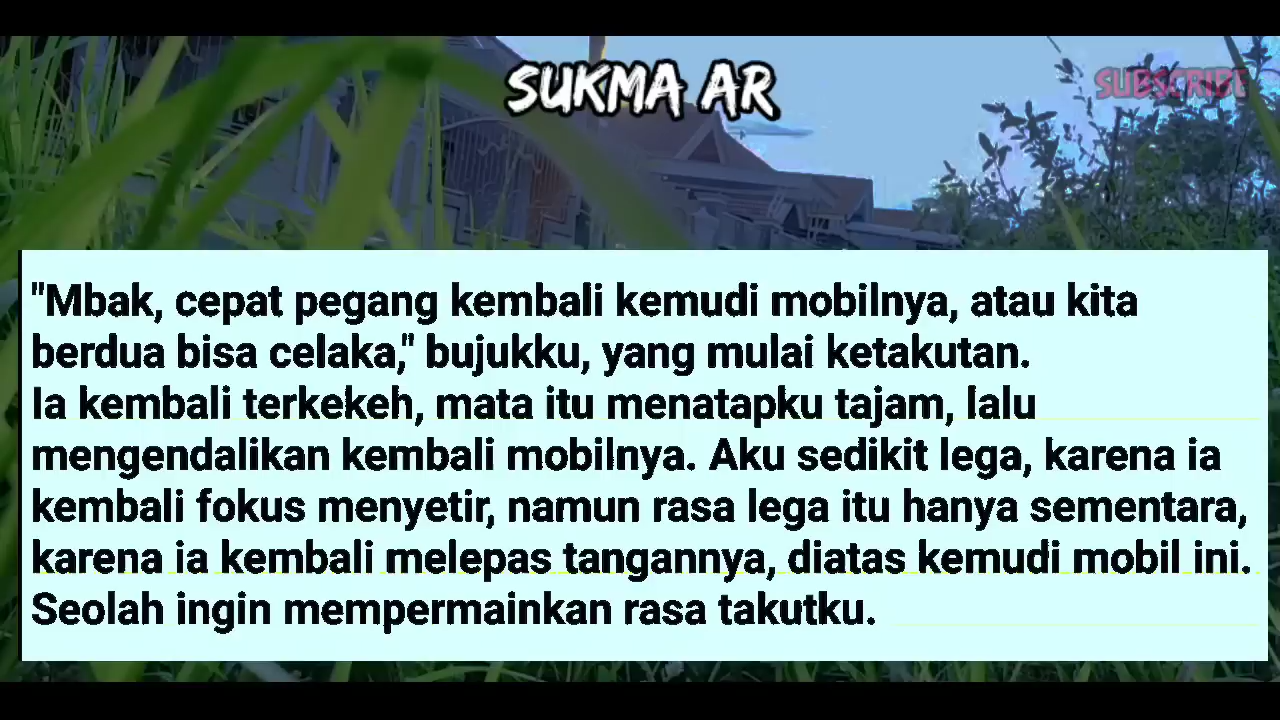 SUKMA AR
SUBSCRIBE
"Mbak, cepat pegang kembali kemudi mobilnya, atau kita
berdua bisa celaka," bujukku, yang mulai ketakutan.
Ia kembali terkekeh, mata itu menatapku tajam, lalu
mengendalikan kembali mobilnya. Aku sedikit lega, karena ia
kembali fokus menyetir, namun rasa lega itu hanya sementara,
karena ia kembali melepas tangannya, diatas kemudi mobil ini.
Seolah ingin mempermainkan rasa takutku.